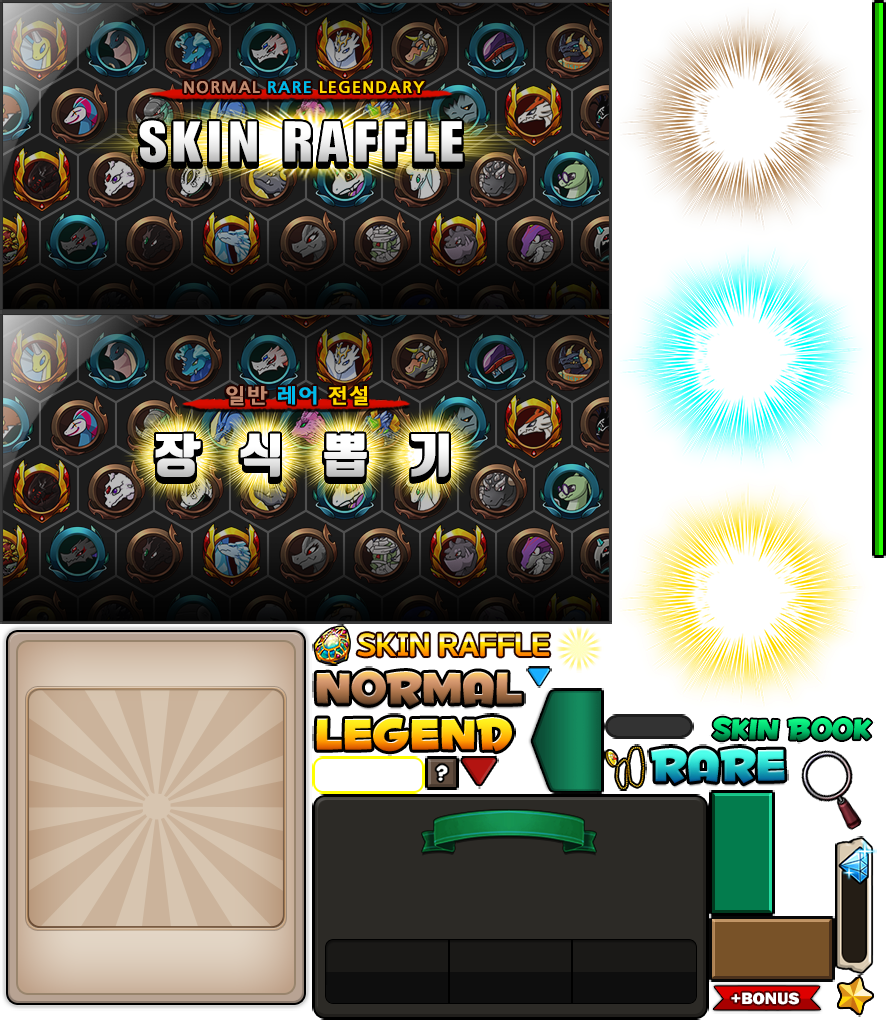 NORMAL RARE LEGENDARY
SKIN RAFFLE
일반 레어 전설
장 식 뽑 기
SKIN RAFFLE
NORMAL
LEGEND
SKIN BOOK
?
RARE
+BONUS